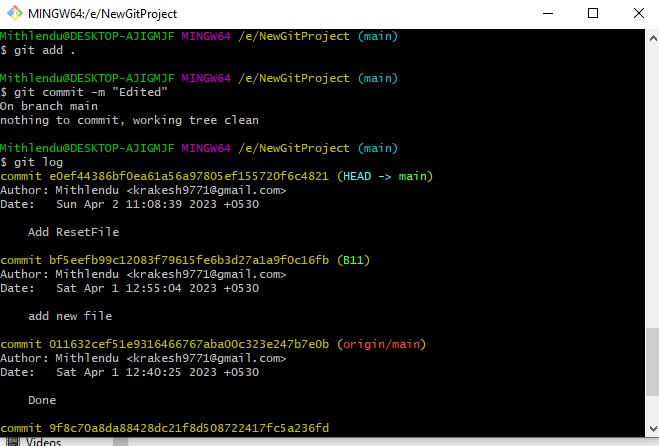 MINGW64:/e/NewGitProject
Mithlendu@DESKTOP-AJIGMJF MINGW64 /e/NewGitProject (main)
$ git add .
Mithlendu@DESKTOP-AJIGMJF MINGW64 /e/NewGitProject (main)
$ git commit -m "Edited"
On branch main
nothing to commit, working tree clean
Mithlendu@DESKTOP-AJIGMJF MINGW64 /e/NewGitProject (main)
$ git log
commit e0ef44386bf0ea61a56a97805ef155720f6c4821 (HEAD -> main)
Author: Mithlendu <krakesh9771@gmail.com>
Date:   Sun Apr 2 11:08:39 2023 +0530
Add ResetFile
commit bf5eefb99c12083f79615fe6b3d27a1a9f0c16fb (B11)
Author: Mithlendu <krakesh9771@gmail.com>
Date:   Sat Apr 1 12:55:04 2023 +0530
add new file
commit 011632cef51e9316466767aba00c323e247b7e0b (origin/main)
Author: Mithlendu <krakesh9771@gmail.com>
Date:   Sat Apr 1 12:40:25 2023 +0530
Done
commit 9f8c70a8da88428dc21f8d508722417fc5a236fd
Videos